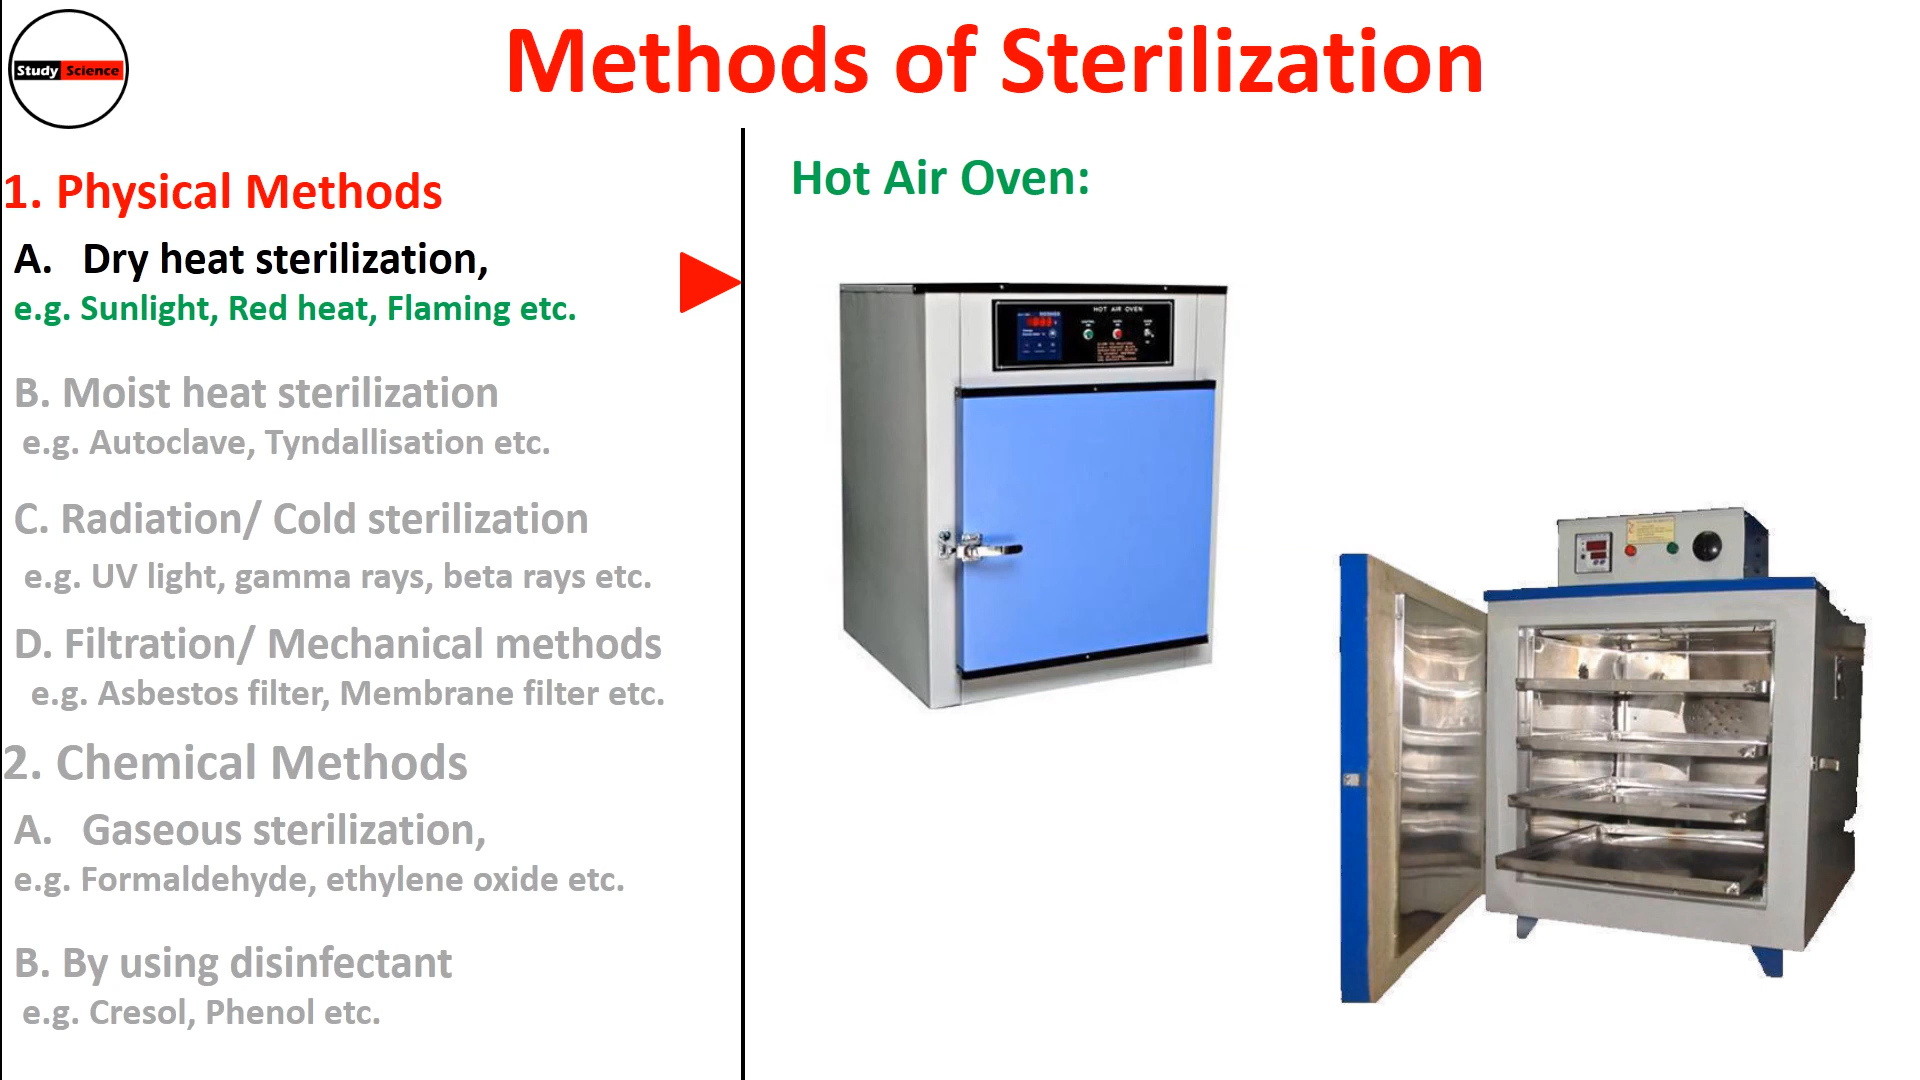 Study Science
Methods of Sterilization
1. Physical Methods
A. Dry heat sterilization,
e.g. Sunlight, Red heat, Flaming etc.
B. Moist heat sterilization
e.g. Autoclave, Tyndallisation etc.
C. Radiation/ Cold sterilization
e.g. UV light, gamma rays, beta rays etc.
D. Filtration/ Mechanical methods
e.g. Asbestos filter, Membrane filter etc.
2. Chemical Methods
A. Gaseous sterilization,
e.g. Formaldehyde, ethylene oxide etc.
B. By using disinfectant
e.g. Cresol, Phenol etc.
Hot Air Oven:
HOT AIR OVEN